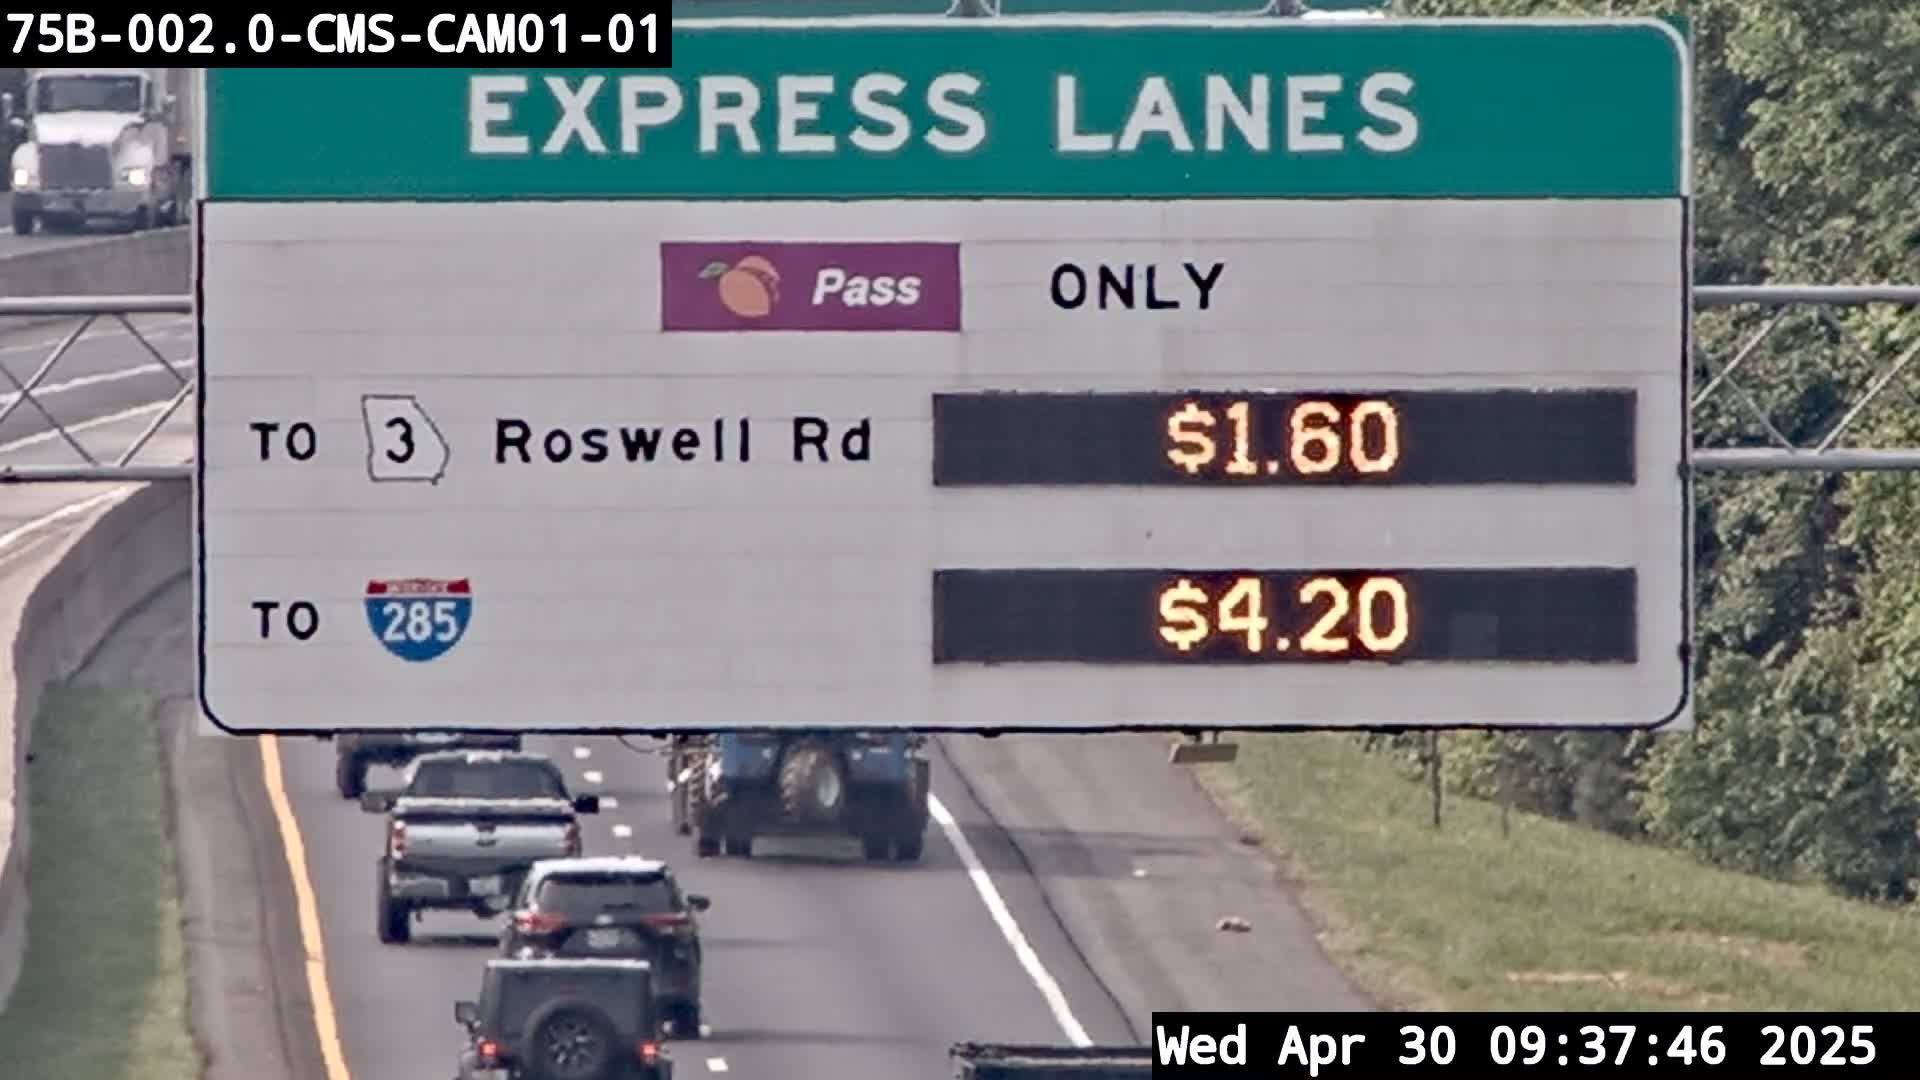 75B-002.0-CMS-CAM01-01
EXPRESS LANES
Pass ONLY
TO 3 Roswell Rd $1.60
TO 285 $4.20
Wed Apr 30 09:37:46 2025